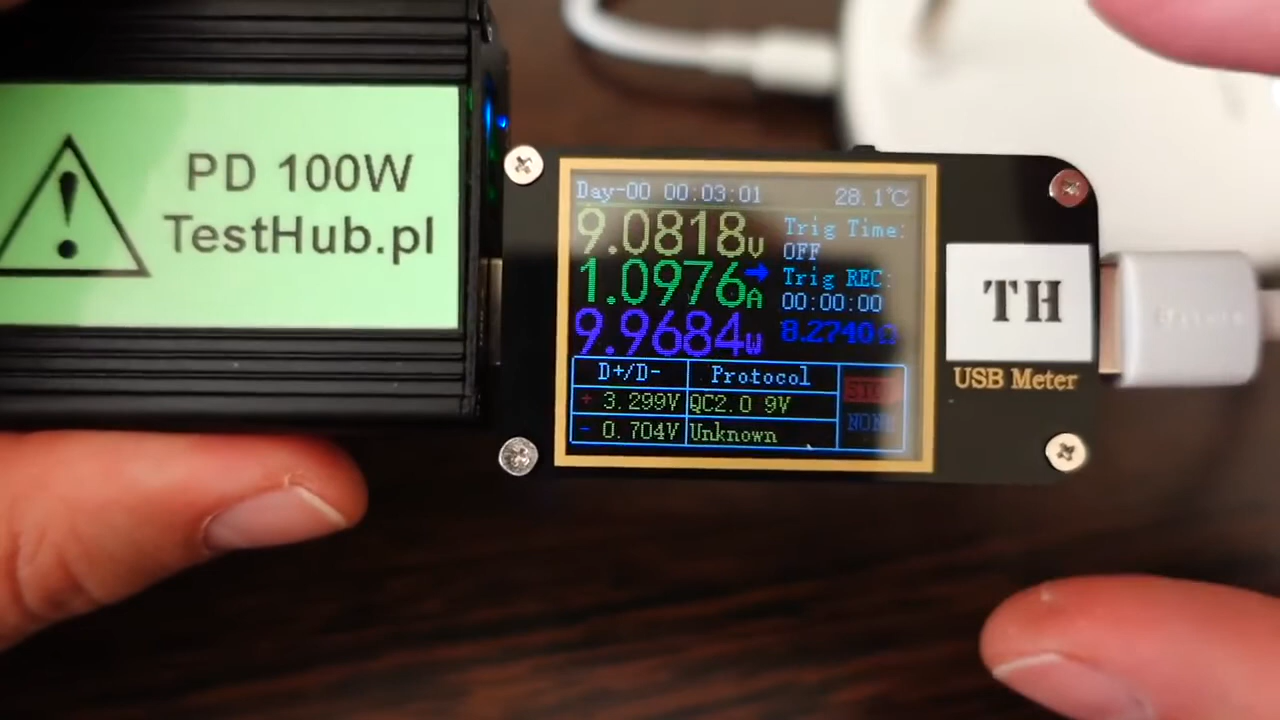 PD 100W
TestHub.pl
Day-00 00:03:01 28.1℃
9.0818V
1.0976A
9.9684W
Trig Time:
OFF
Trig REC:
00:00:00
8.2740Ω
D+/D- Protocol
+ 3.299V QC2.0 9V
- 0.704V Unknown
NONE
TH
USB Meter